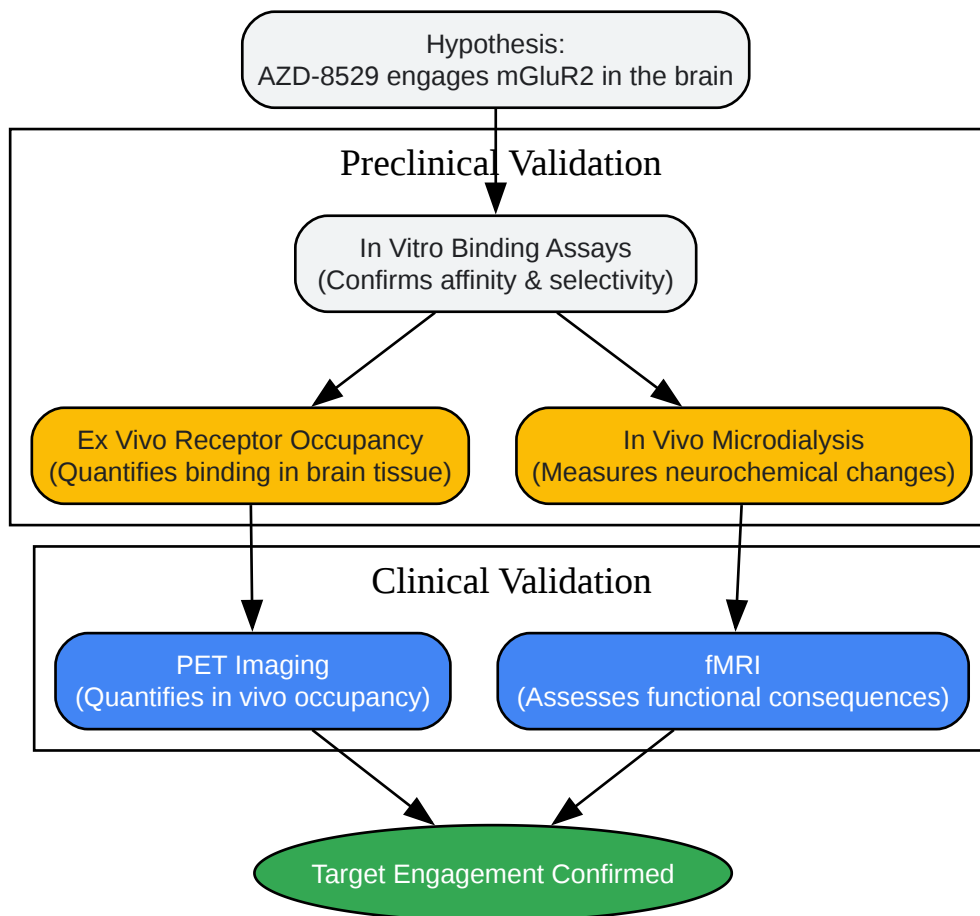 Hypothesis:
AZD-8529 engages mGluR2 in the brain
Preclinical Validation
In Vitro Binding Assays
(Confirms affinity & selectivity)
Ex Vivo Receptor Occupancy
(Quantifies binding in brain tissue)
In Vivo Microdialysis
(Measures neurochemical changes)
Clinical Validation
PET Imaging
(Quantifies in vivo occupancy)
fMRI
(Assesses functional consequences)
Target Engagement Confirmed